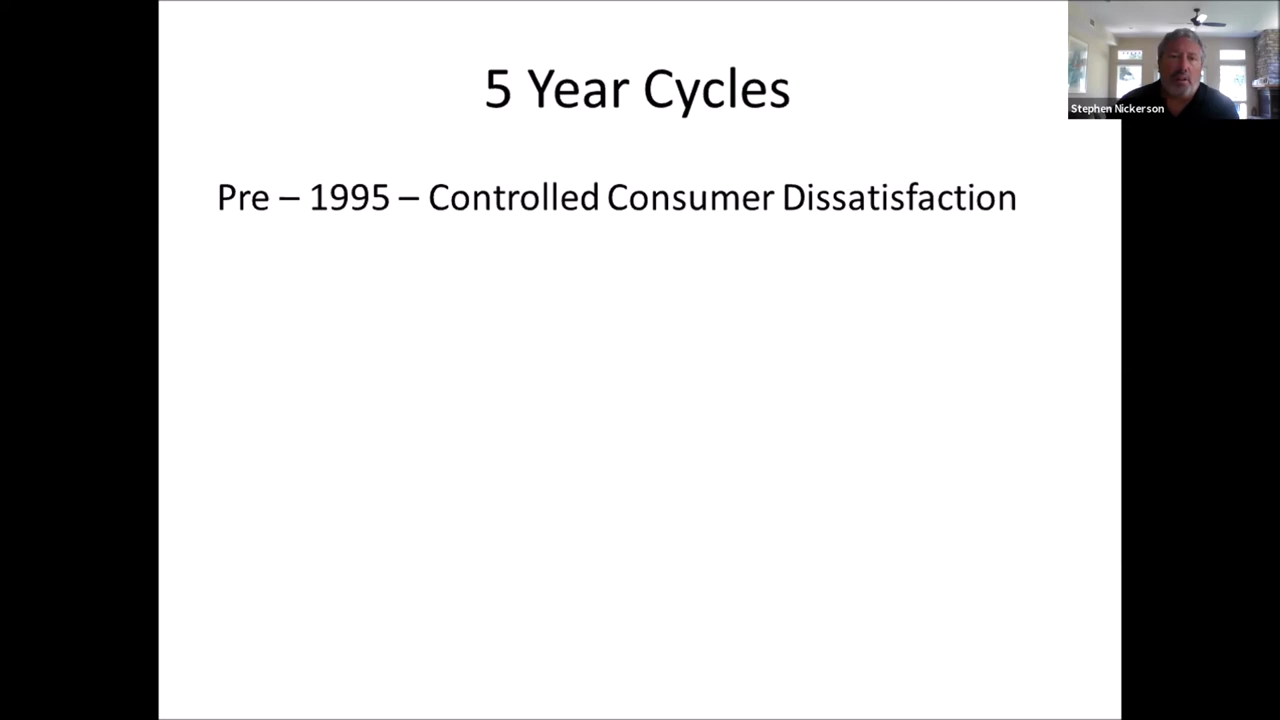 5 Year Cycles
Stephen Nickerson
Pre – 1995 – Controlled Consumer Dissatisfaction